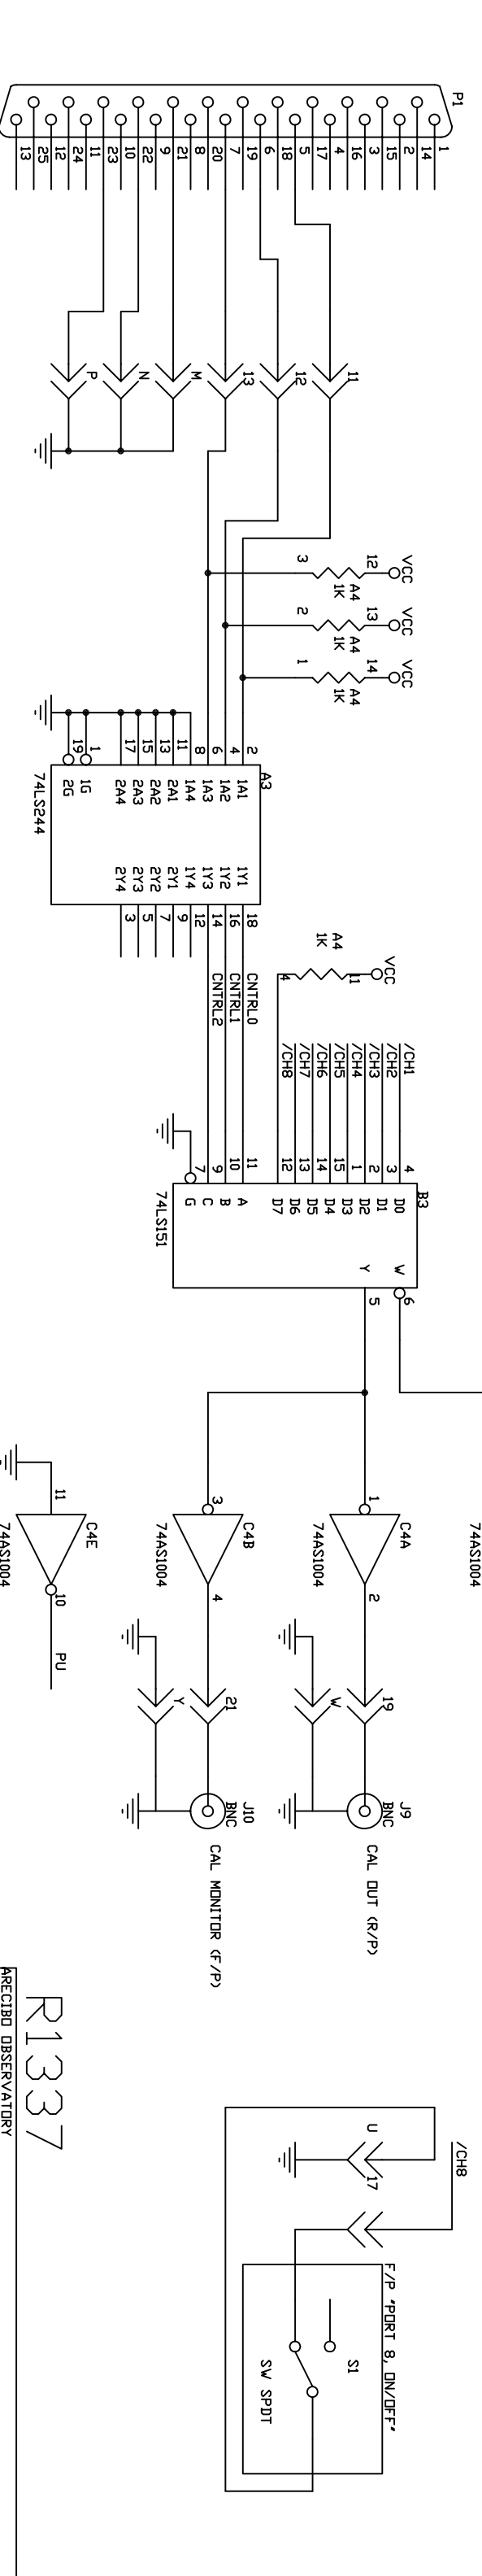 P1
1
14
2
15
3
16
4
17
5
18
6
19
7
20
8
21
9
22
10
23
11
24
12
25
13
11
12
13
M
N
P
VCC
12
A4
1K
3
VCC
13
A4
1K
2
VCC
14
A4
1K
1
A3
2
1A1
1Y1
18
CNTRL0
4
1A2
1Y2
16
CNTRL1
6
1A3
1Y3
14
CNTRL2
8
1A4
1Y4
12
11
2A1
2Y1
9
13
2A2
2Y2
7
15
2A3
2Y3
5
17
2A4
2Y4
3
1
1G
19
2G
74LS244
VCC
11
A4
1K
4
/CH1
/CH2
/CH3
/CH4
/CH5
/CH6
/CH7
/CH8
B3
4
D0
W
6
3
D1
2
D2
Y
5
1
D3
15
D4
14
D5
13
D6
12
D7
11
A
10
B
9
C
7
G
74LS151
74AS1004
1
C4A
2
74AS1004
3
C4B
4
74AS1004
11
C4E
10
PU
74AS1004
19
J9
BNC
CAL OUT (R/P)
W
21
J10
BNC
CAL MONITOR (F/P)
Y
/CH8
U
17
F/P "PORT 8, ON/OFF"
S1
SW SPDT
R1337
ARECIBO OBSERVATORY